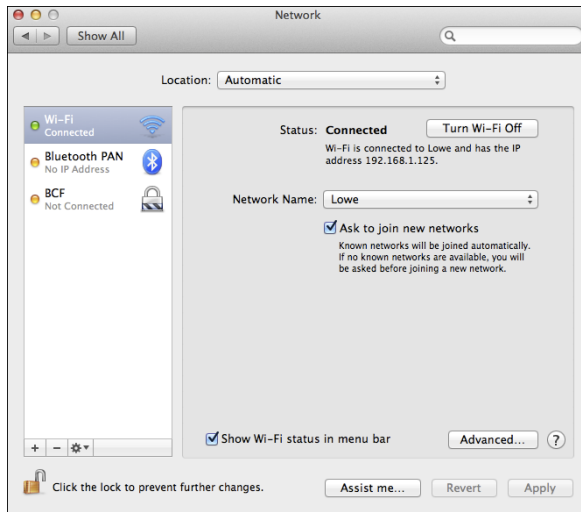 Network
Show All
Location: Automatic
Wi-Fi
Connected
Bluetooth PAN
No IP Address
BCF
Not Connected
Status: Connected
Turn Wi-Fi Off
Wi-Fi is connected to Lowe and has the IP
address 192.168.1.125.
Network Name: Lowe
Ask to join new networks
Known networks will be joined automatically.
If no known networks are available, you will
be asked before joining a new network.
Show Wi-Fi status in menu bar
Advanced...
?
Click the lock to prevent further changes.
Assist me...
Revert
Apply